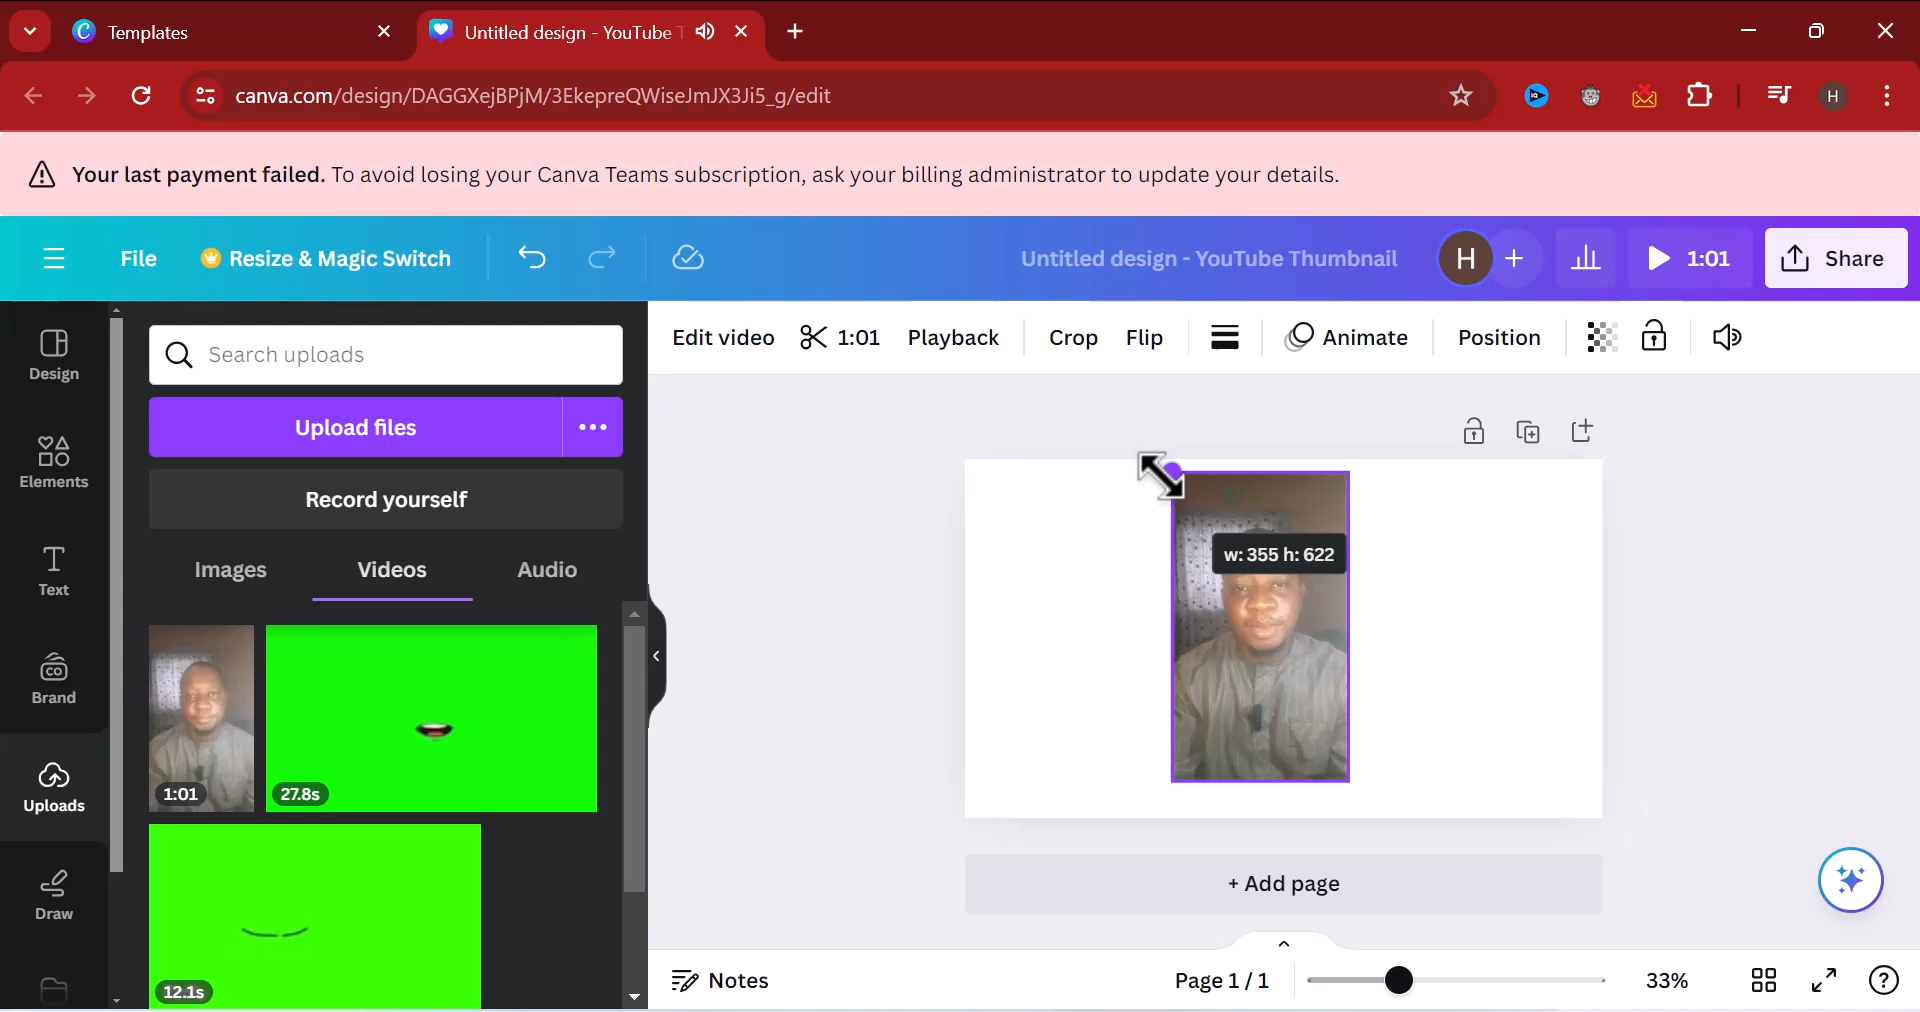 Templates
Untitled design - YouTube T
canva.com/design/DAGGXejBPjM/3EkepreQWiseJmJX3Ji5_g/edit
H
Your last payment failed. To avoid losing your Canva Teams subscription, ask your billing administrator to update your details.
File
Resize & Magic Switch
Untitled design - YouTube Thumbnail
H
1:01
Share
Design
Elements
Text
Brand
Uploads
Draw
Search uploads
Upload files
Record yourself
Images
Videos
Audio
1:01
27.8s
12.1s
Edit video
1:01
Playback
Crop
Flip
Animate
Position
w: 355 h: 622
+ Add page
Notes
Page 1 / 1
33%